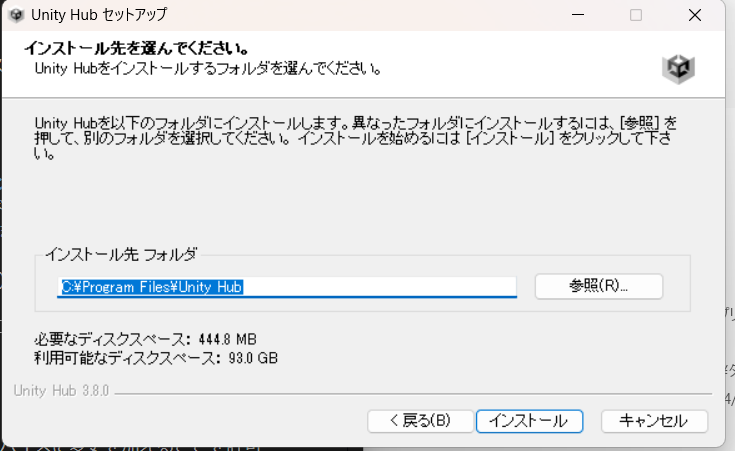 Unity Hub セットアップ
インストール先を選んでください。
Unity Hubをインストールするフォルダを選んでください。
Unity Hubを以下のフォルダにインストールします。異なったフォルダにインストールするには、[参照] を
押して、別のフォルダを選択してください。 インストールを始めるには [インストール] をクリックして下さ
い。
インストール先 フォルダ
C:¥Program Files¥Unity Hub
参照(R)...
必要なディスクスペース: 444.8 MB
利用可能なディスクスペース: 93.0 GB
Unity Hub 3.8.0
< 戻る(B)
インストール
キャンセル